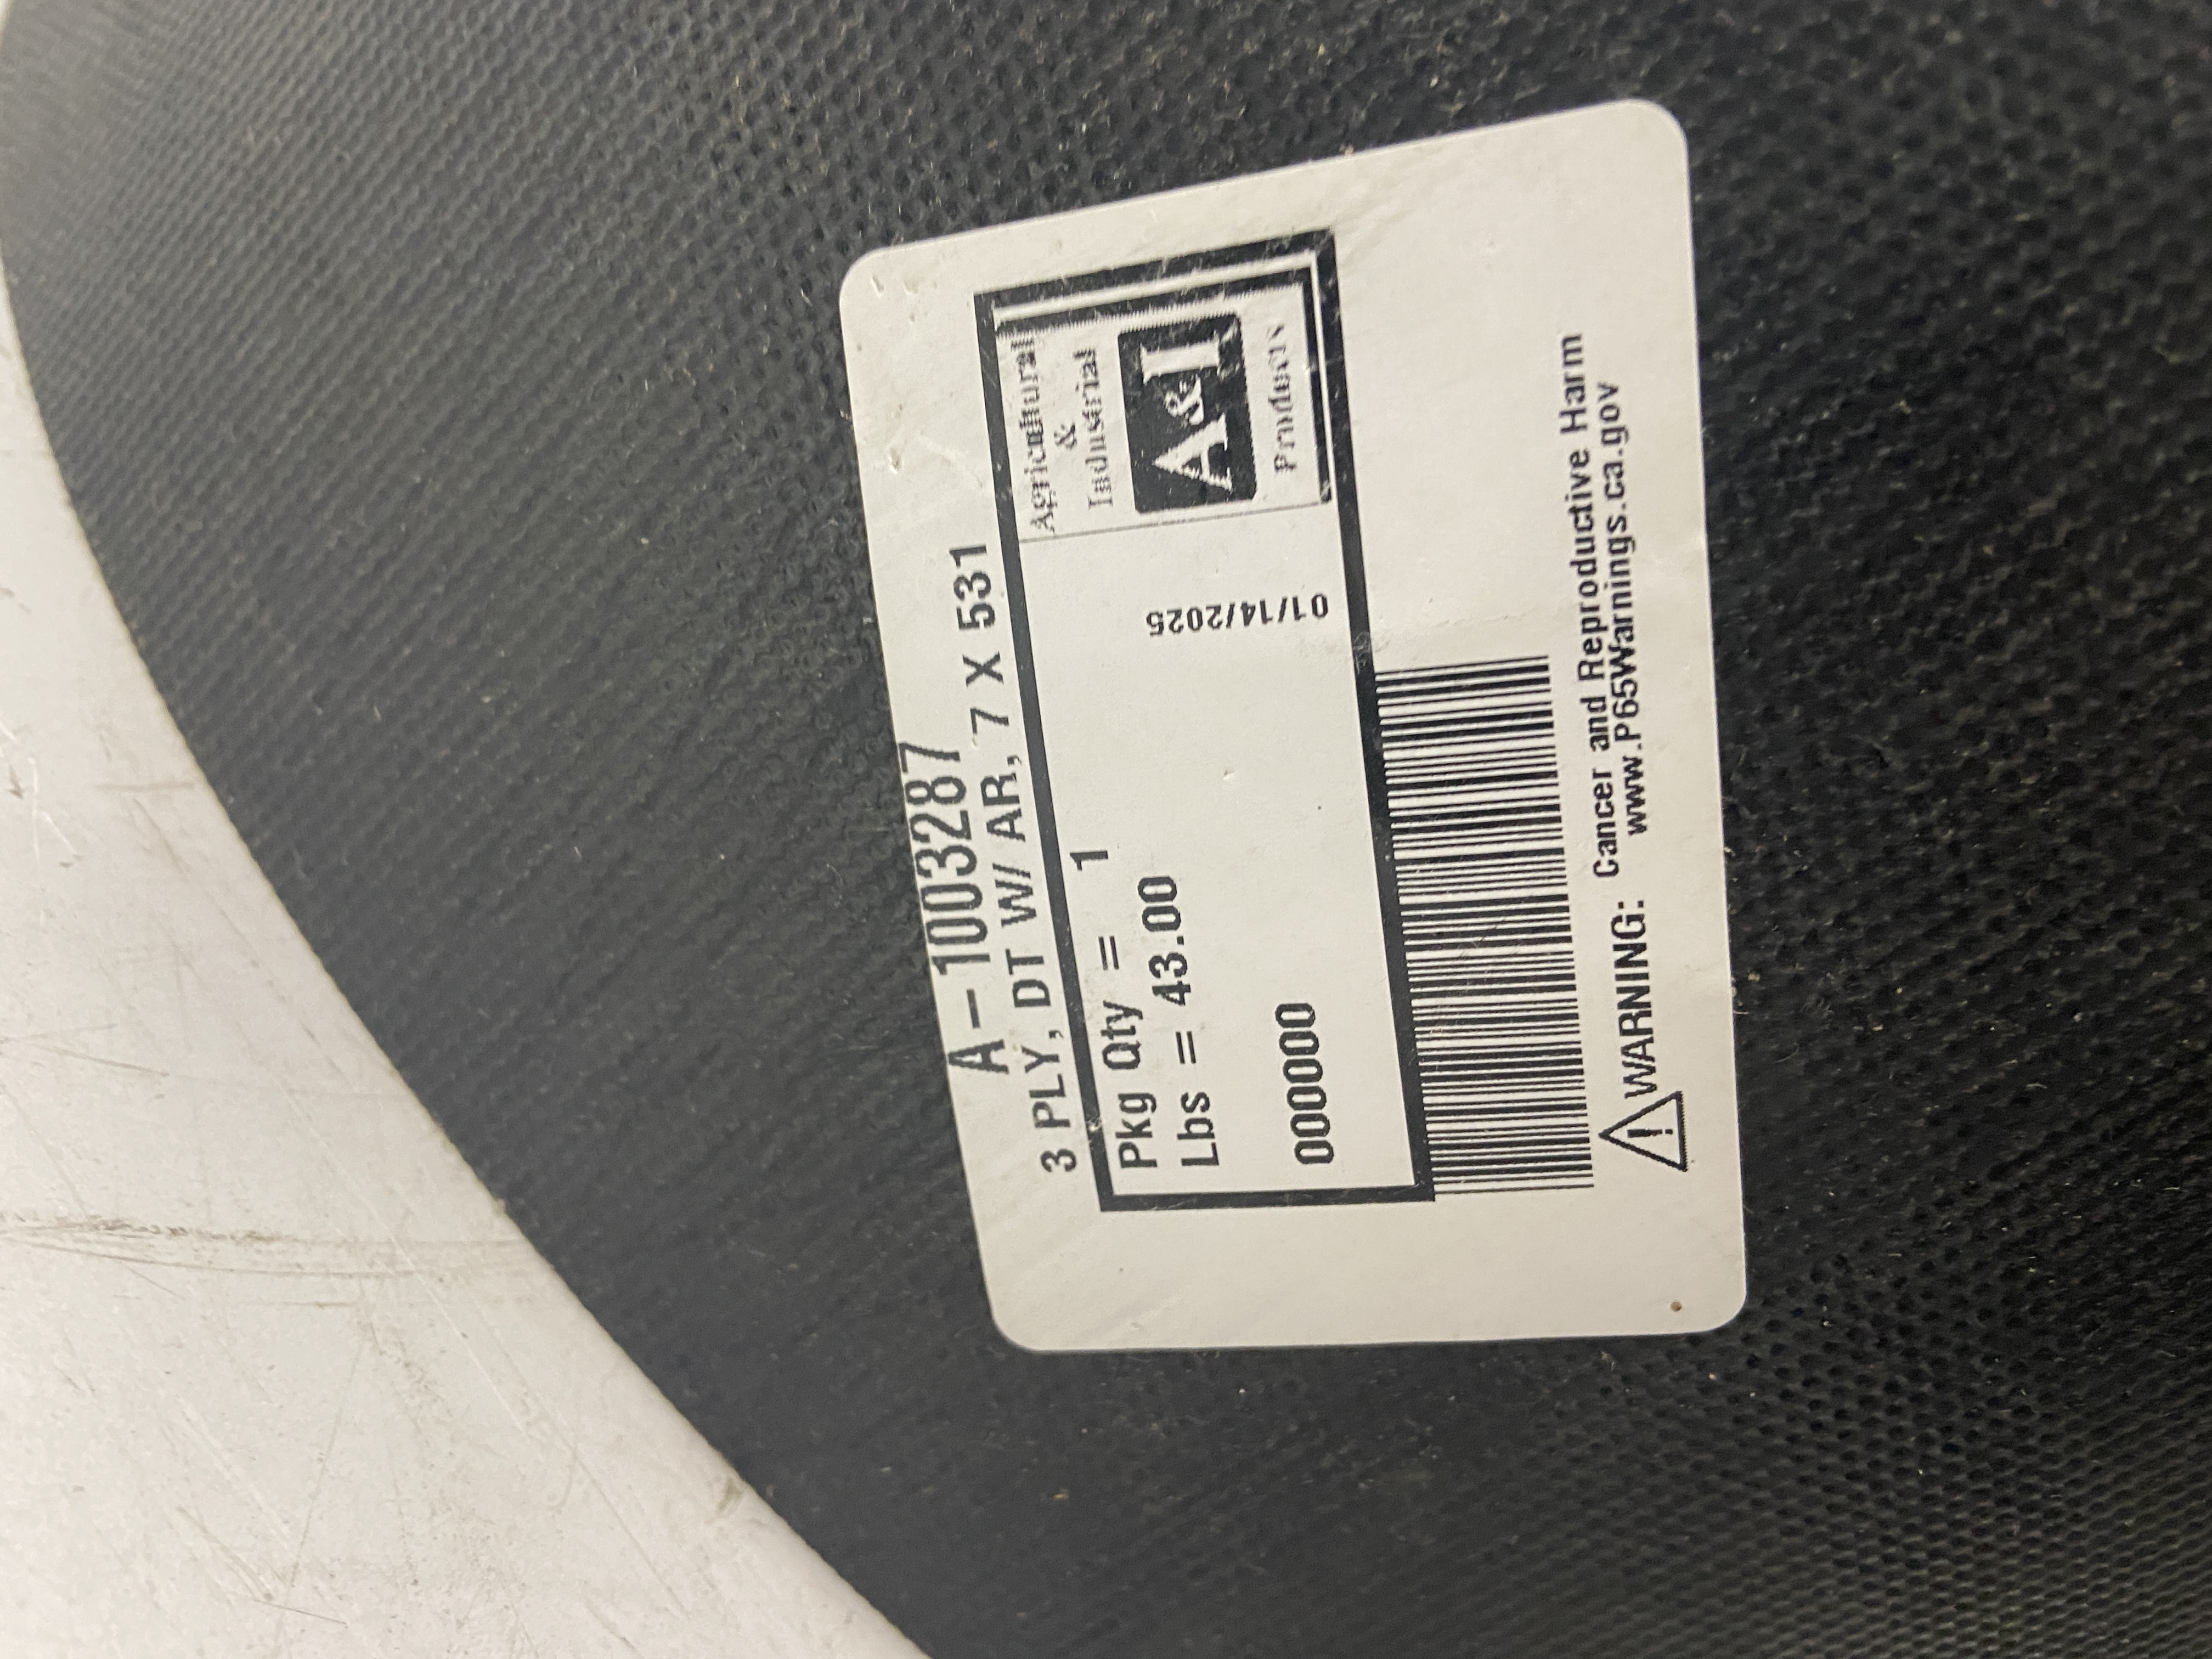 A-1003287
3 PLY, DT W/ AR, 7 X 531
Pkg Qty = 1
Lbs = 43.00
01/14/2025
0000000
Agricultural
&
Industrial
A&I
Products
WARNING: Cancer and Reproductive Harm
www.P65Warnings.ca.gov